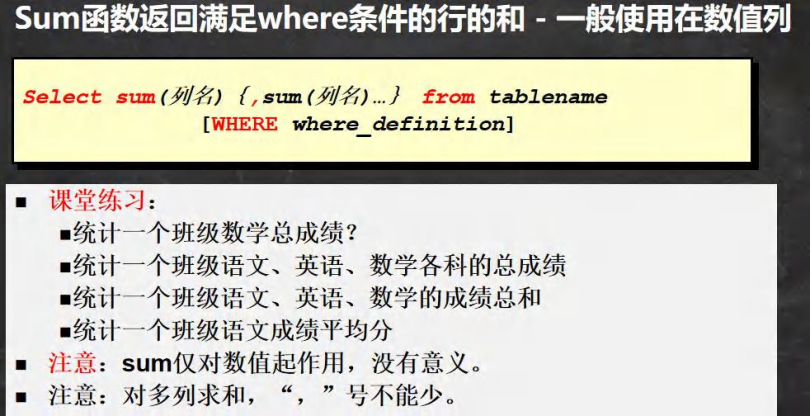 Sum函数返回满足where条件的行的和 - 一般使用在数值列
Select sum(列名) {,sum(列名)…} from tablename
[WHERE where_definition]
■ 课堂练习:
■统计一个班级数学总成绩?
■统计一个班级语文、英语、数学各科的总成绩
■统计一个班级语文、英语、数学的成绩总和
■统计一个班级语文成绩平均分
■ 注意:sum仅对数值起作用,没有意义。
■ 注意:对多列求和,“,”号不能少。